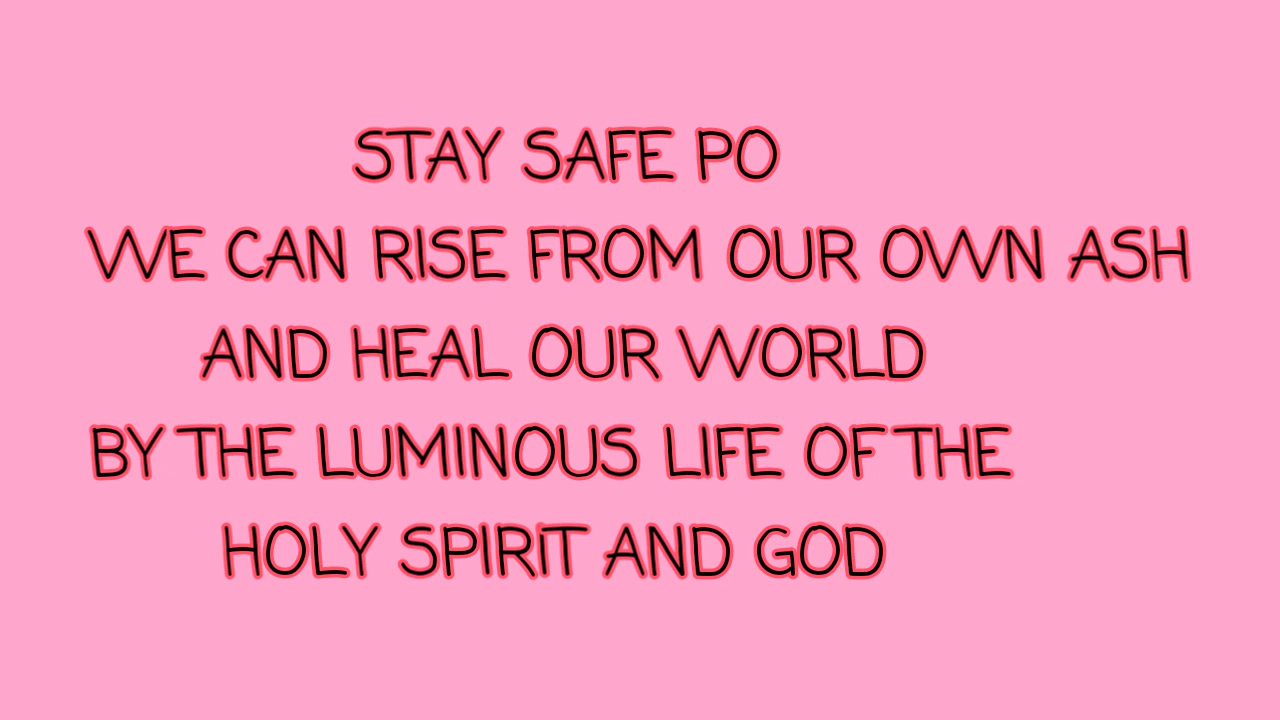 STAY SAFE PO
WE CAN RISE FROM OUR OWN ASH
AND HEAL OUR WORLD
BY THE LUMINOUS LIFE OF THE
HOLY SPIRIT AND GOD